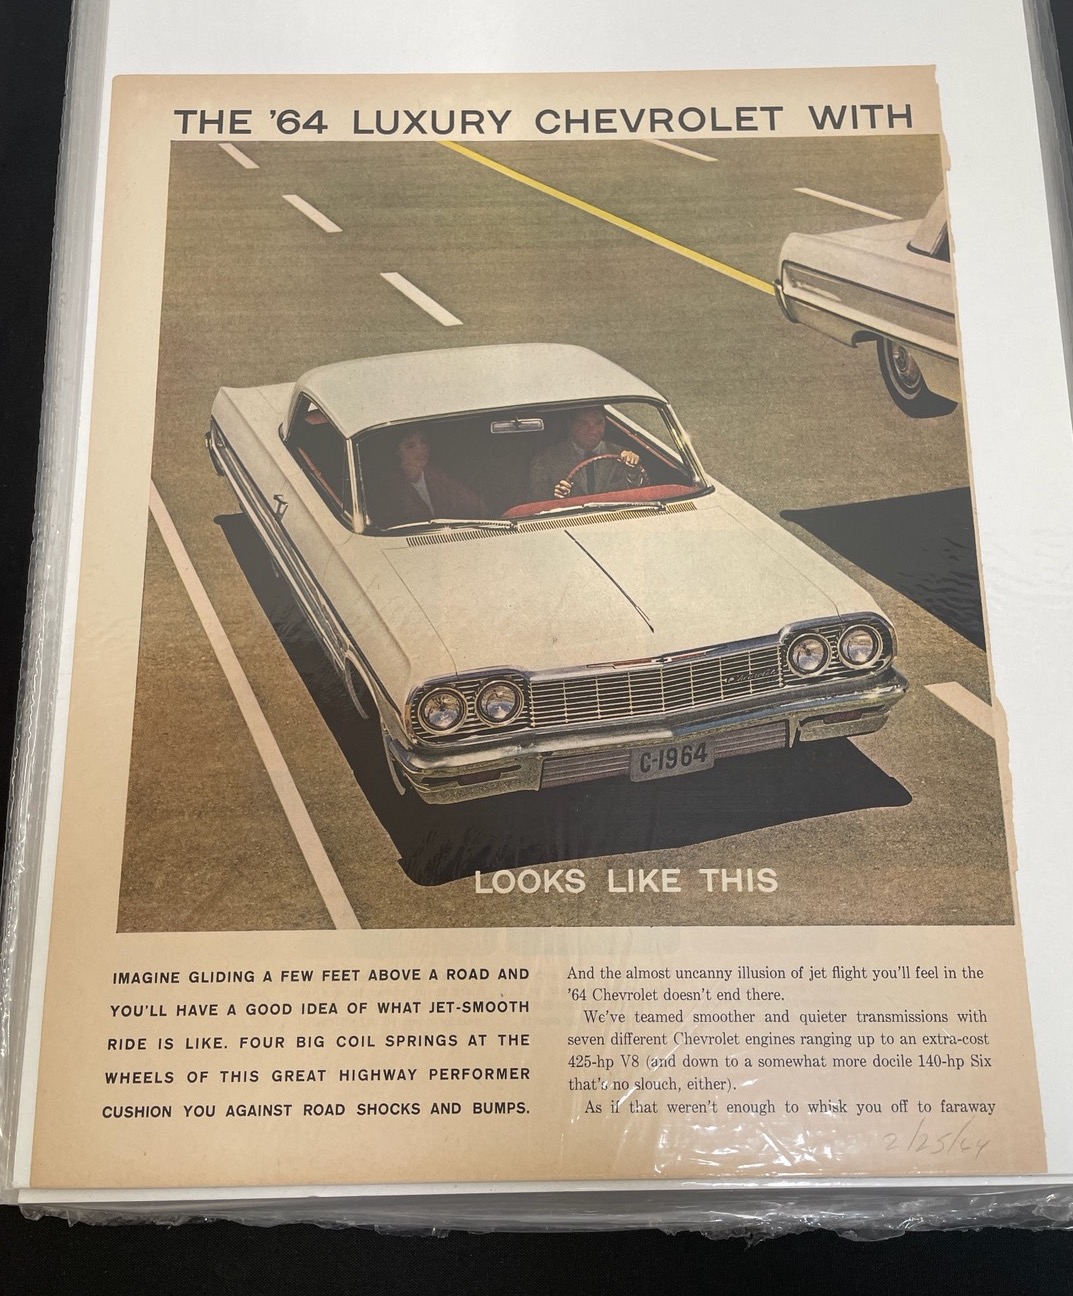 THE '64 LUXURY CHEVROLET WITH
Chevrolet
C-1964
LOOKS LIKE THIS
IMAGINE GLIDING A FEW FEET ABOVE A ROAD AND
YOU'LL HAVE A GOOD IDEA OF WHAT JET-SMOOTH
RIDE IS LIKE. FOUR BIG COIL SPRINGS AT THE
WHEELS OF THIS GREAT HIGHWAY PERFORMER
CUSHION YOU AGAINST ROAD SHOCKS AND BUMPS.
And the almost uncanny illusion of jet flight you'll feel in the
'64 Chevrolet doesn't end there.
We've teamed smoother and quieter transmissions with
seven different Chevrolet engines ranging up to an extra-cost
425-hp V8 (and down to a somewhat more docile 140-hp Six
that's no slouch, either).
As if that weren't enough to whisk you off to faraway
2/25/64